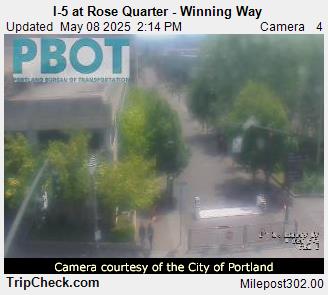 I-5 at Rose Quarter - Winning Way
Updated May 08 2025 2:14 PM Camera 4
PBOT
PORTLAND BUREAU OF TRANSPORTATION
Camera courtesy of the City of Portland
TripCheck.com Milepost302.00